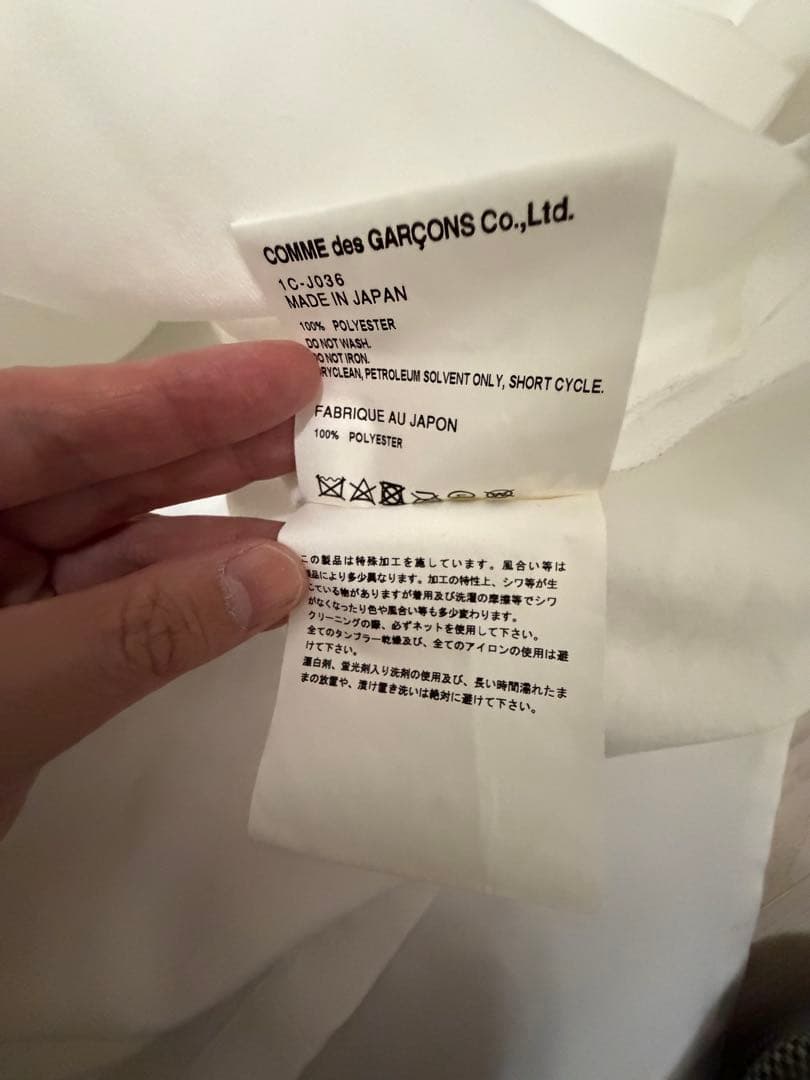 COMME des GARÇONS Co.,Ltd.
1C-J036
MADE IN JAPAN
100% POLYESTER
DO NOT WASH.
DO NOT IRON.
DRYCLEAN, PETROLEUM SOLVENT ONLY, SHORT CYCLE.
FABRIQUE AU JAPON
100% POLYESTER
この製品は特殊加工を施しています。風合い等は
製品により多少異なります。加工の特性上、シワ等が生
じている物がありますが着用及び洗濯の摩擦等でシワ
がなくなったり色や風合い等も多少変わります。
クリーニングの際、必ずネットを使用して下さい。
全てのタンブラー乾燥及び、全てのアイロンの使用は避
けて下さい。
漂白剤、蛍光剤入り洗剤の使用及び、長い時間濡れたま
まの放置や、漬け置き洗いは絶対に避けて下さい。